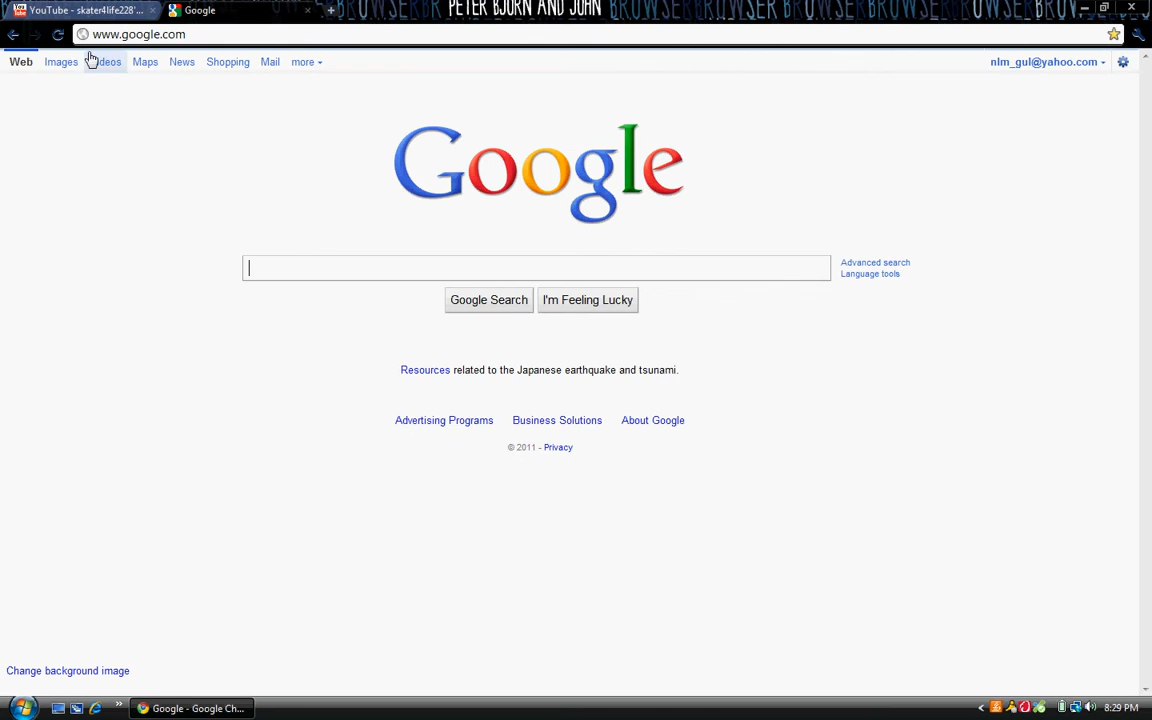 YouTube - skater4life228'...
Google
PETER BJORN AND JOHN
BROWSER
www.google.com
Web Images Videos Maps News Shopping Mail more
nlm_gul@yahoo.com
Google
Advanced search
Language tools
Google Search I'm Feeling Lucky
Resources related to the Japanese earthquake and tsunami.
Advertising Programs Business Solutions About Google
© 2011 - Privacy
Change background image
Google - Google Ch...
8:29 PM